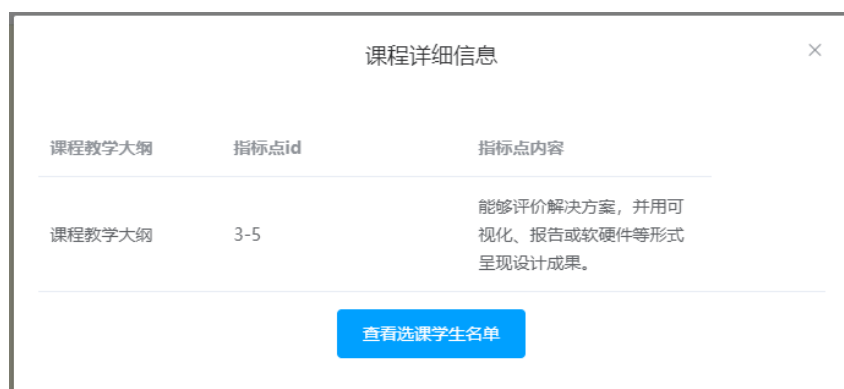 课程详细信息
课程教学大纲 指标点id 指标点内容
能够评价解决方案，并用可
课程教学大纲 3-5 视化、报告或软硬件等形式
呈现设计成果。
查看选课学生名单